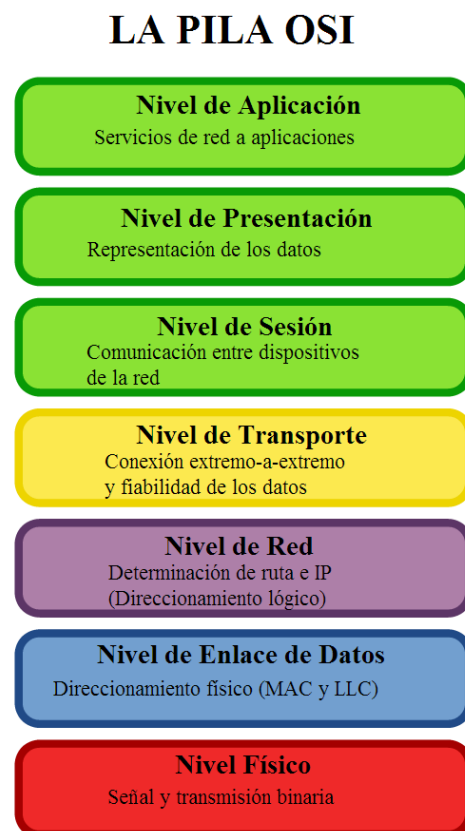 LA PILA OSI
Nivel de Aplicación
Servicios de red a aplicaciones
Nivel de Presentación
Representación de los datos
Nivel de Sesión
Comunicación entre dispositivos
de la red
Nivel de Transporte
Conexión extremo-a-extremo
y fiabilidad de los datos
Nivel de Red
Determinación de ruta e IP
(Direccionamiento lógico)
Nivel de Enlace de Datos
Direccionamiento físico (MAC y LLC)
Nivel Físico
Señal y transmisión binaria